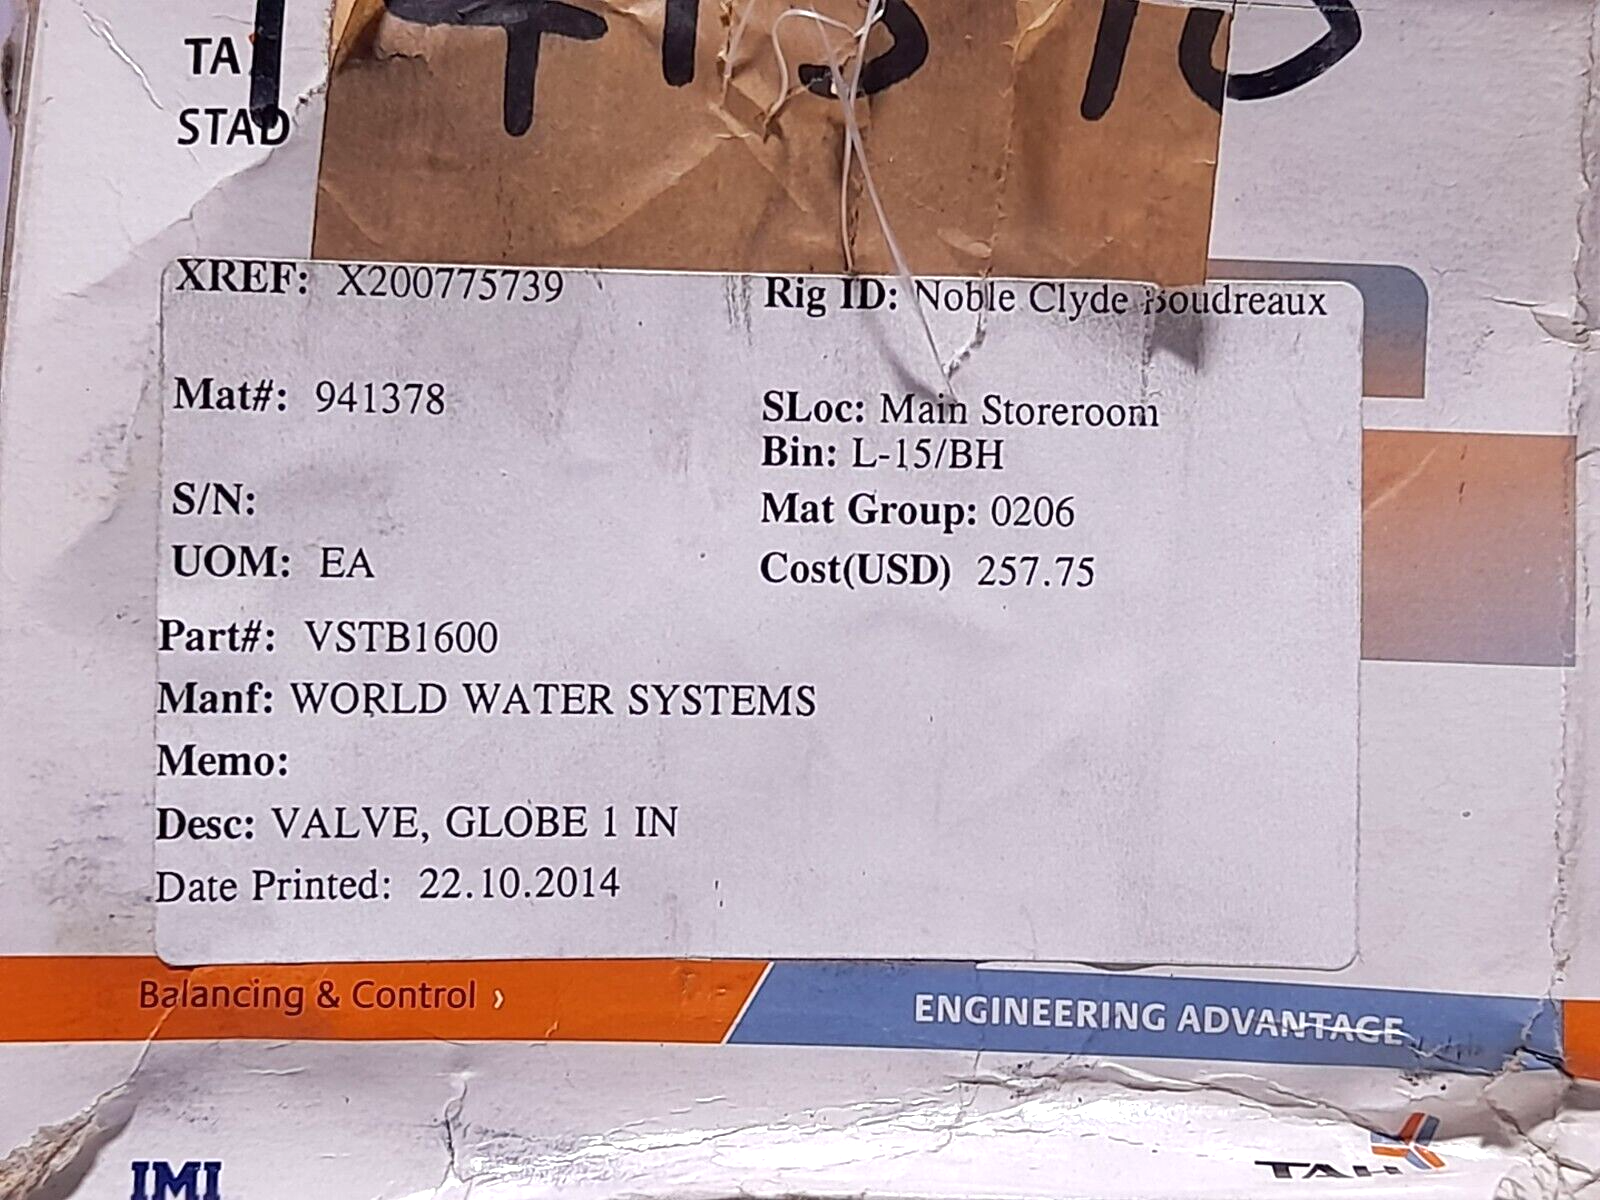 STAD
XREF: X200775739
Rig ID: Noble Clyde Boudreaux
Mat#: 941378
SLoc: Main Storeroom
Bin: L-15/BH
S/N:
Mat Group: 0206
UOM: EA
Cost(USD) 257.75
Part#: VSTB1600
Manf: WORLD WATER SYSTEMS
Memo:
Desc: VALVE, GLOBE 1 IN
Date Printed: 22.10.2014
Balancing & Control ›
ENGINEERING ADVANTAGE
IMI